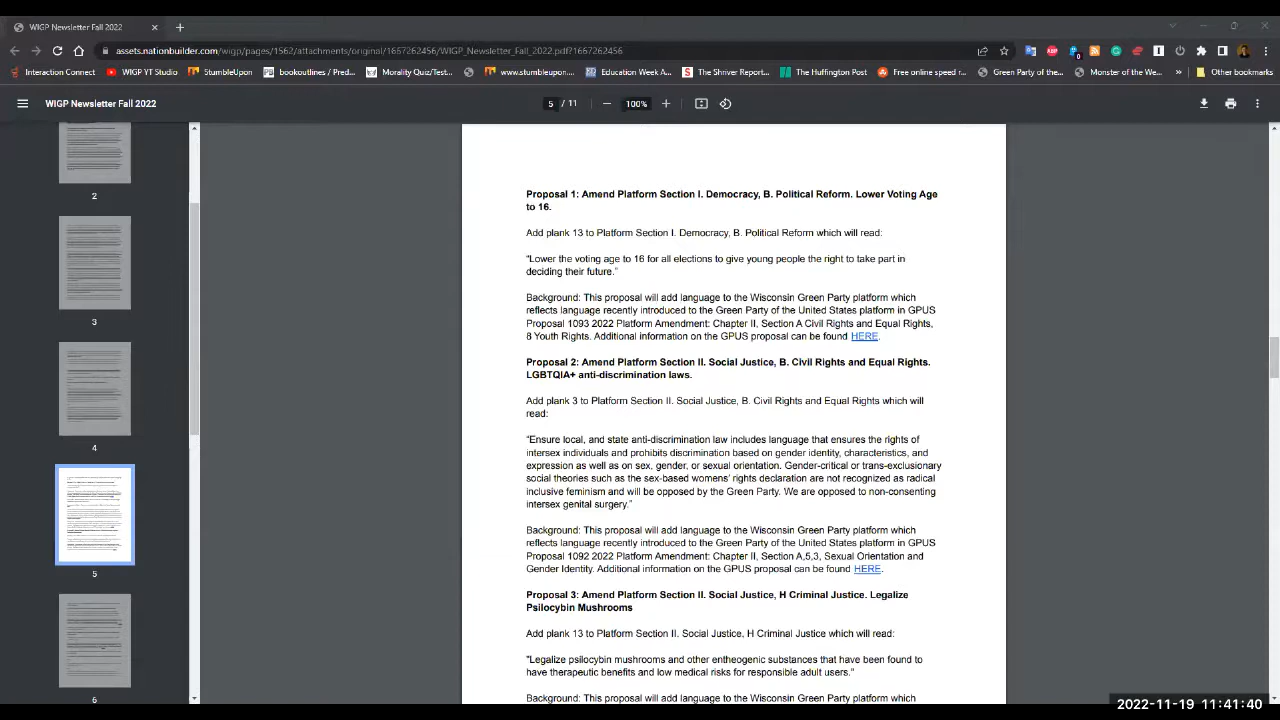 WIGP Newsletter Fall 2022
assets.nationbuilder.com/wigp/pages/1562/attachments/original/1667262456/WIGP_Newsletter_Fall_2022.pdf?1667262456
Interaction Connect
WIGP YT Studio
StumbleUpon
bookoutlines / Pred...
Morality Quiz/Test...
www.stumbleupon...
Education Week A...
The Shriver Report...
The Huffington Post
Free online speed r...
Green Party of the...
Monster of the We...
»
Other bookmarks
WIGP Newsletter Fall 2022
5 / 11
100%
2
3
4
5
6
Proposal 1: Amend Platform Section I. Democracy, B. Political Reform. Lower Voting Age
to 16.
Add plank 13 to Platform Section I. Democracy, B. Political Reform which will read:
“Lower the voting age to 16 for all elections to give young people the right to take part in
deciding their future.”
Background: This proposal will add language to the Wisconsin Green Party platform which
reflects language recently introduced to the Green Party of the United States platform in GPUS
Proposal 1093 2022 Platform Amendment: Chapter II, Section A Civil Rights and Equal Rights,
8 Youth Rights. Additional information on the GPUS proposal can be found HERE.
Proposal 2: Amend Platform Section II. Social Justice, B. Civil Rights and Equal Rights.
LGBTQIA+ anti-discrimination laws.
Add plank 3 to Platform Section II. Social Justice, B. Civil Rights and Equal Rights which will
read:
“Ensure local, and state anti-discrimination law includes language that ensures the rights of
intersex individuals and prohibits discrimination based on gender identity, characteristics, and
expression as well as on sex, gender, or sexual orientation. Gender-critical or trans-exclusionary
social theories such as the sex-based womens’ rights declaration are not recognized as radical
inclusive feminism and will be opposed by the Green Party. We are opposed to non-consenting
intersex genital surgery.”
Background: This proposal will add language to the Wisconsin Green Party platform which
reflects language recently introduced to the Green Party of the United States platform in GPUS
Proposal 1092 2022 Platform Amendment: Chapter II, Section A,5,3, Sexual Orientation and
Gender Identity. Additional information on the GPUS proposal can be found HERE.
Proposal 3: Amend Platform Section II. Social Justice, H Criminal Justice. Legalize
Psilocybin Mushrooms
Add plank 13 to Platform Section II. Social Justice, H Criminal Justice which will read:
“Legalize psilocybin mushrooms and other entheogenic substances that have been found to
have therapeutic benefits and low medical risks for responsible adult users.”
Background: This proposal will add language to the Wisconsin Green Party platform which
2022-11-19 11:41:40